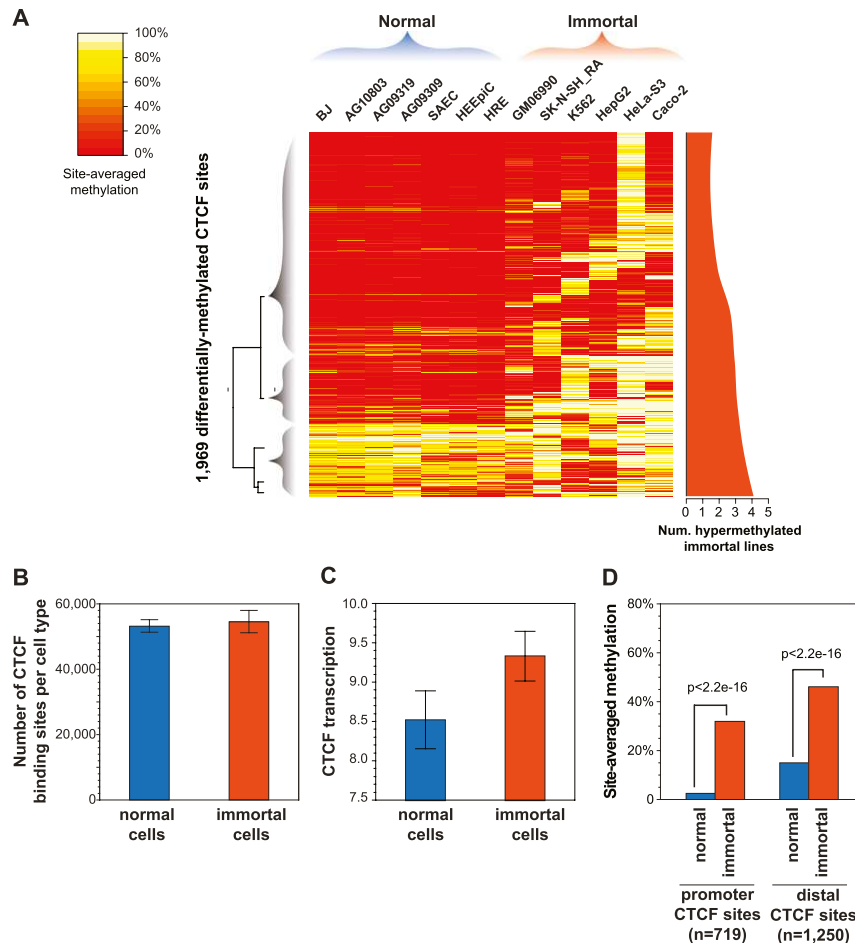 A
Normal
Immortal
100%
80%
60%
40%
20%
0%
Site-averaged
methylation
BJ
AG10803
AG09319
AG09309
SAEC
HEEpiC
HRE
GM06990
SK-N-SH_RA
K562
HepG2
HeLa-S3
Caco-2
1,969 differentially-methylated CTCF sites
0 1 2 3 4 5
Num. hypermethylated
immortal lines
B
Number of CTCF
binding sites per cell type
60,000
40,000
20,000
0
normal
cells
immortal
cells
C
CTCF transcription
10.0
9.5
9.0
8.5
8.0
7.5
normal
cells
immortal
cells
D
Site-averaged methylation
80%
60%
40%
20%
0
p<2.2e-16
p<2.2e-16
normal
immortal
normal
immortal
promoter
CTCF sites
(n=719)
distal
CTCF sites
(n=1,250)